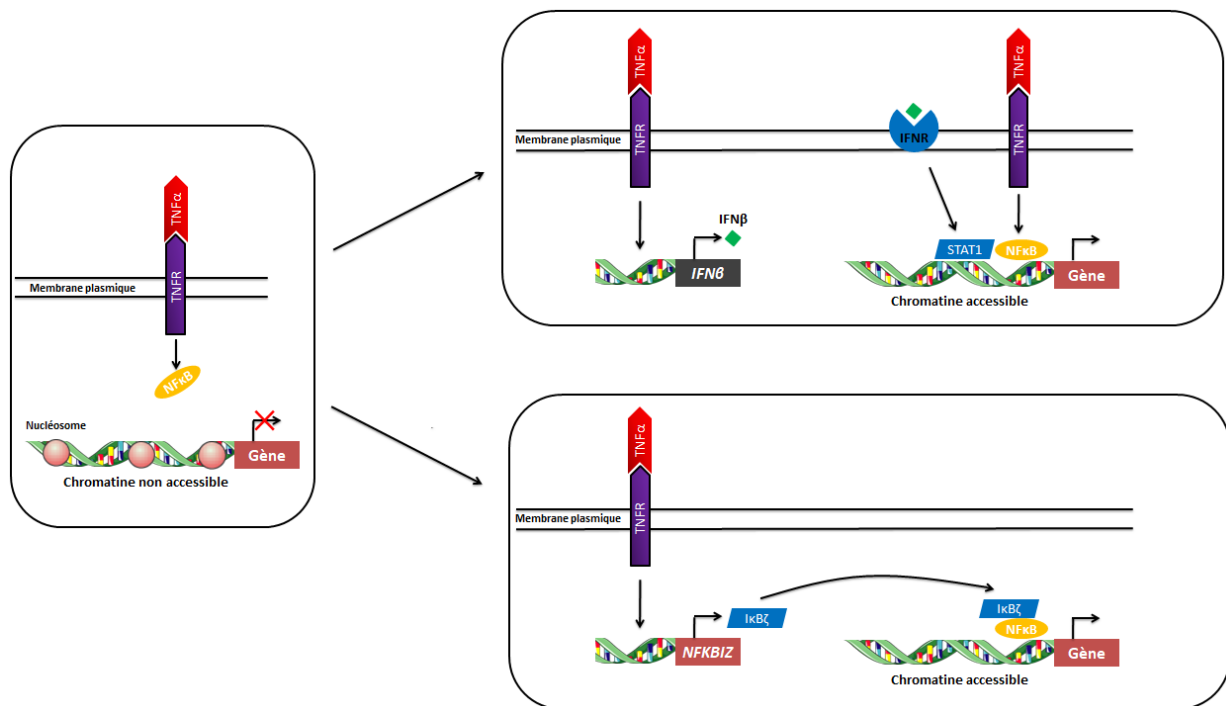 TNFα
TNFR
Membrane plasmique
NFκB
Nucléosome
Gène
Chromatine non accessible
TNFα
TNFα
TNFR
IFNR
TNFR
Membrane plasmique
IFNβ
STAT1
NFκB
IFNβ
Gène
Chromatine accessible
TNFα
TNFR
Membrane plasmique
IκBζ
IκBζ
NFκB
NFKBIZ
Gène
Chromatine accessible